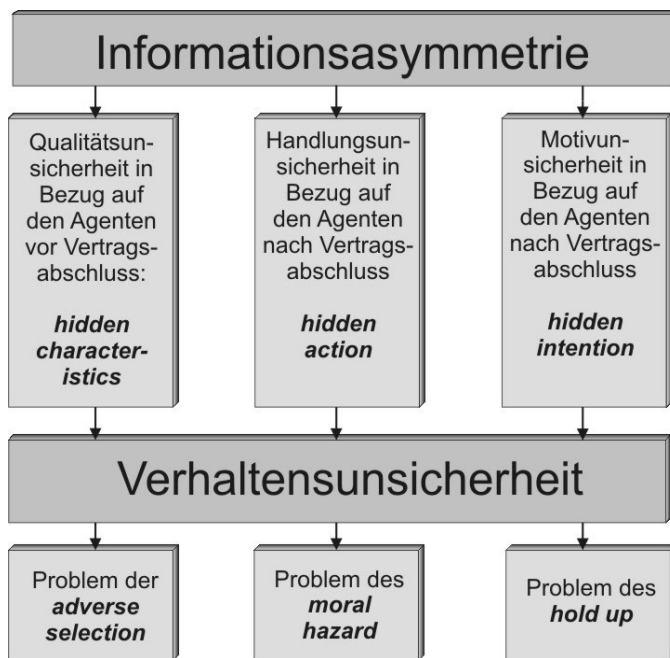 Informationsasymmetrie
Qualitätsun-
sicherheit in
Bezug auf
den Agenten
vor Vertrags-
abschluss:
hidden
character-
istics
Handlungsun-
sicherheit in
Bezug auf
den Agenten
nach Vertrags-
abschluss
hidden
action
Motivun-
sicherheit in
Bezug auf
den Agenten
nach Vertrags-
abschluss
hidden
intention
Verhaltensunsicherheit
Problem der
adverse
selection
Problem des
moral
hazard
Problem des
hold up